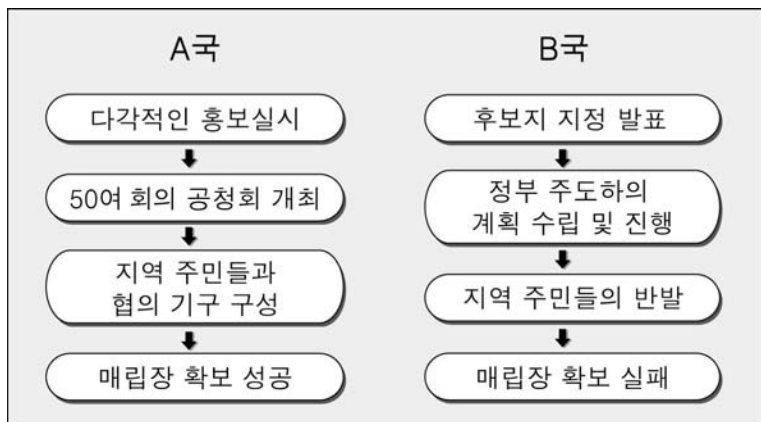 A국
다각적인 홍보실시
50여 회의 공청회 개최
지역 주민들과
협의 기구 구성
매립장 확보 성공
B국
후보지 지정 발표
정부 주도하의
계획 수립 및 진행
지역 주민들의 반발
매립장 확보 실패